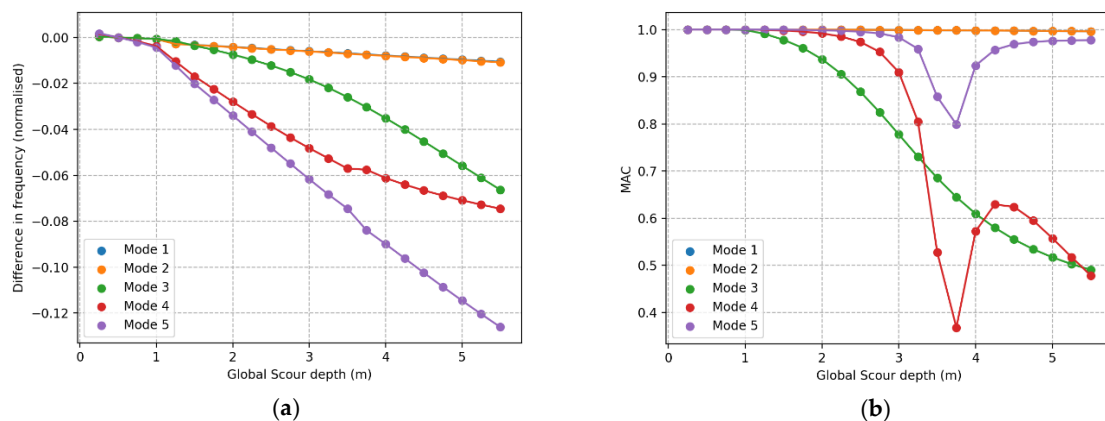 0.00
−0.02
−0.04
−0.06
−0.08
−0.10
−0.12
Difference in frequency (normalised)
Mode 1
Mode 2
Mode 3
Mode 4
Mode 5
0 1 2 3 4 5
Global Scour depth (m)
(a)
1.0
0.9
0.8
0.7
0.6
0.5
0.4
MAC
Mode 1
Mode 2
Mode 3
Mode 4
Mode 5
0 1 2 3 4 5
Global Scour depth (m)
(b)